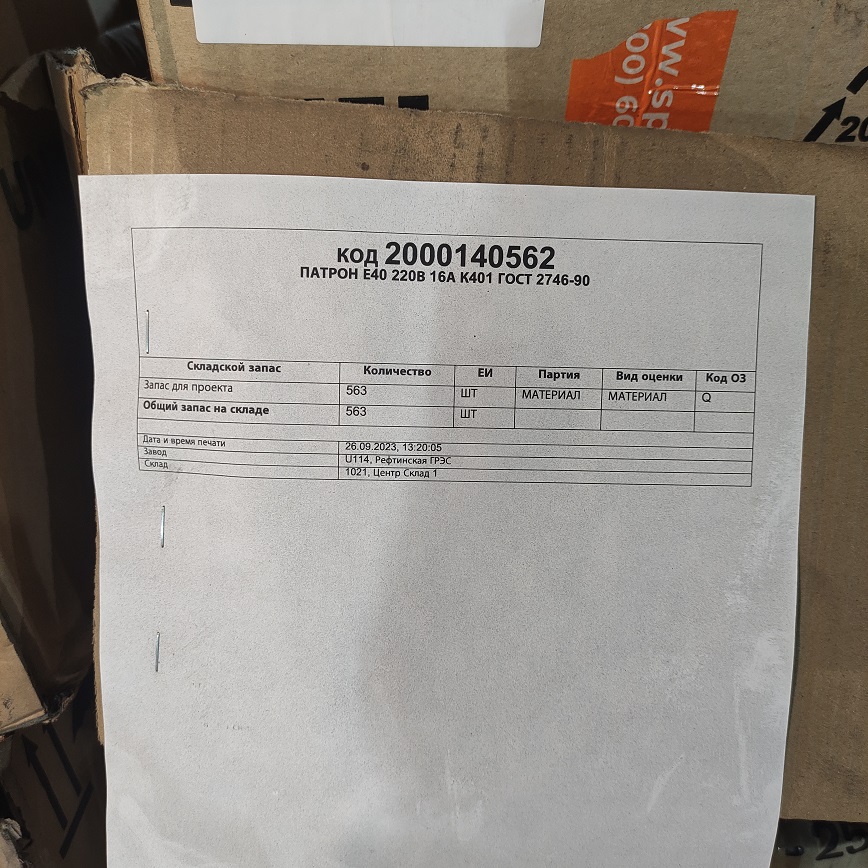 код 2000140562
ПАТРОН Е40 220В 16А К401 ГОСТ 2746-90
Складской запас Количество ЕИ Партия Вид оценки Код ОЗ
Запас для проекта 563 ШТ МАТЕРИАЛ МАТЕРИАЛ Q
Общий запас на складе 563 ШТ
Дата и время печати 26.09.2023, 13:20:05
Завод U114, Рефтинская ГРЭС
Склад 1021, Центр Склад 1